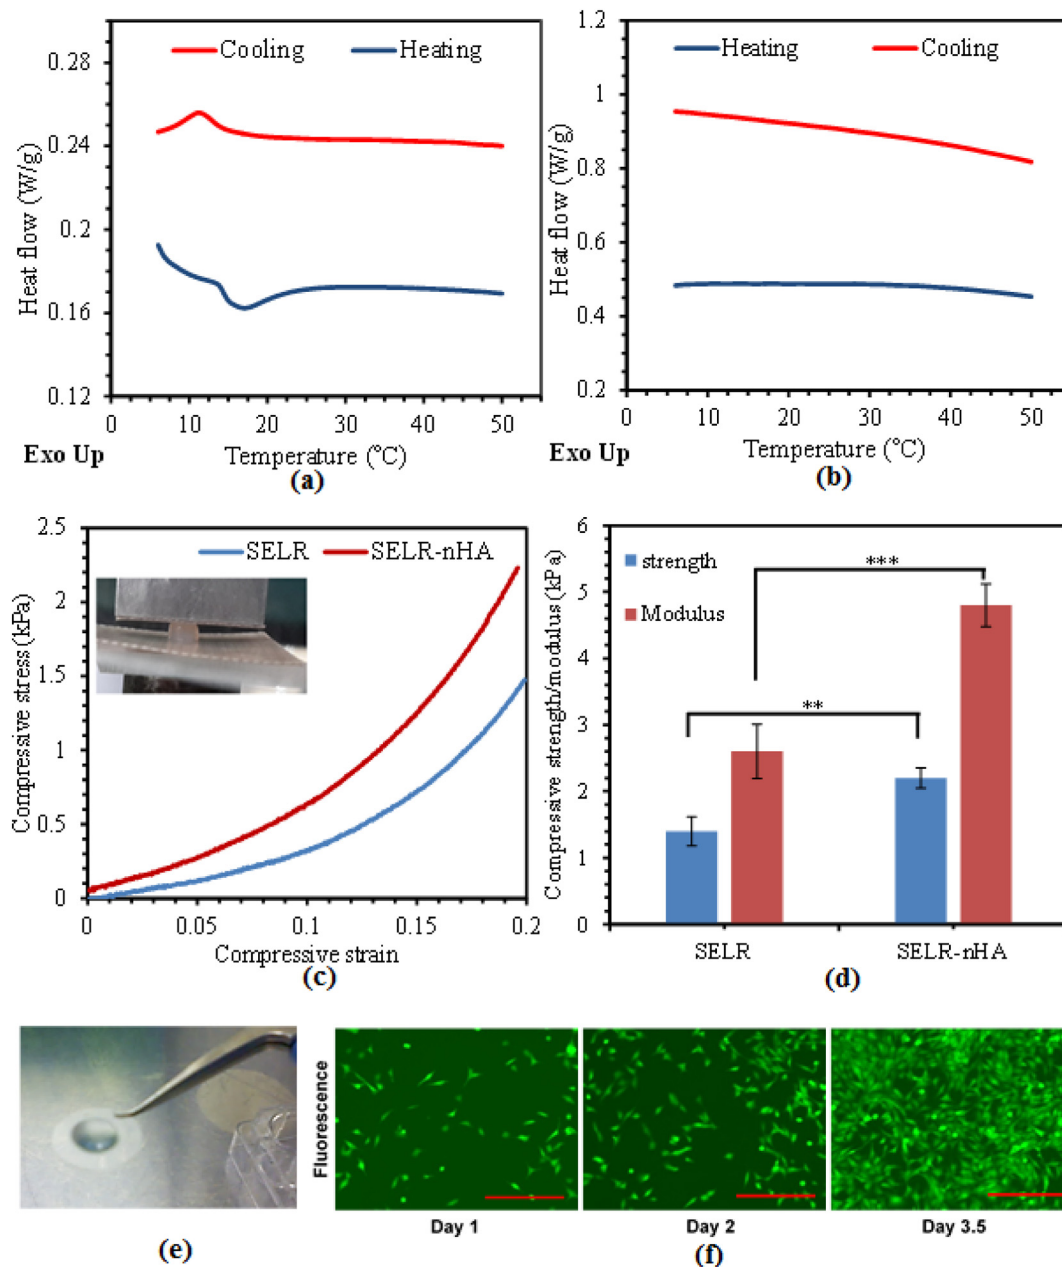 0.28
0.24
0.2
0.16
0.12
Heat flow (W/g)
Cooling
Heating
0
10
20
30
40
50
Exo Up
Temperature (°C)
(a)
1.2
1
0.8
0.6
0.4
0.2
Heat flow (W/g)
Heating
Cooling
0
10
20
30
40
50
Exo Up
Temperature (°C)
(b)
2.5
2
1.5
1
0.5
0
Compressive stress (kPa)
SELR
SELR-nHA
0
0.05
0.1
0.15
0.2
Compressive strain
(c)
6
5
4
3
2
1
0
Compressive strength/modulus (kPa)
strength
Modulus
***
**
SELR
SELR-nHA
(d)
(e)
Fluorescence
Day 1
Day 2
Day 3.5
(f)